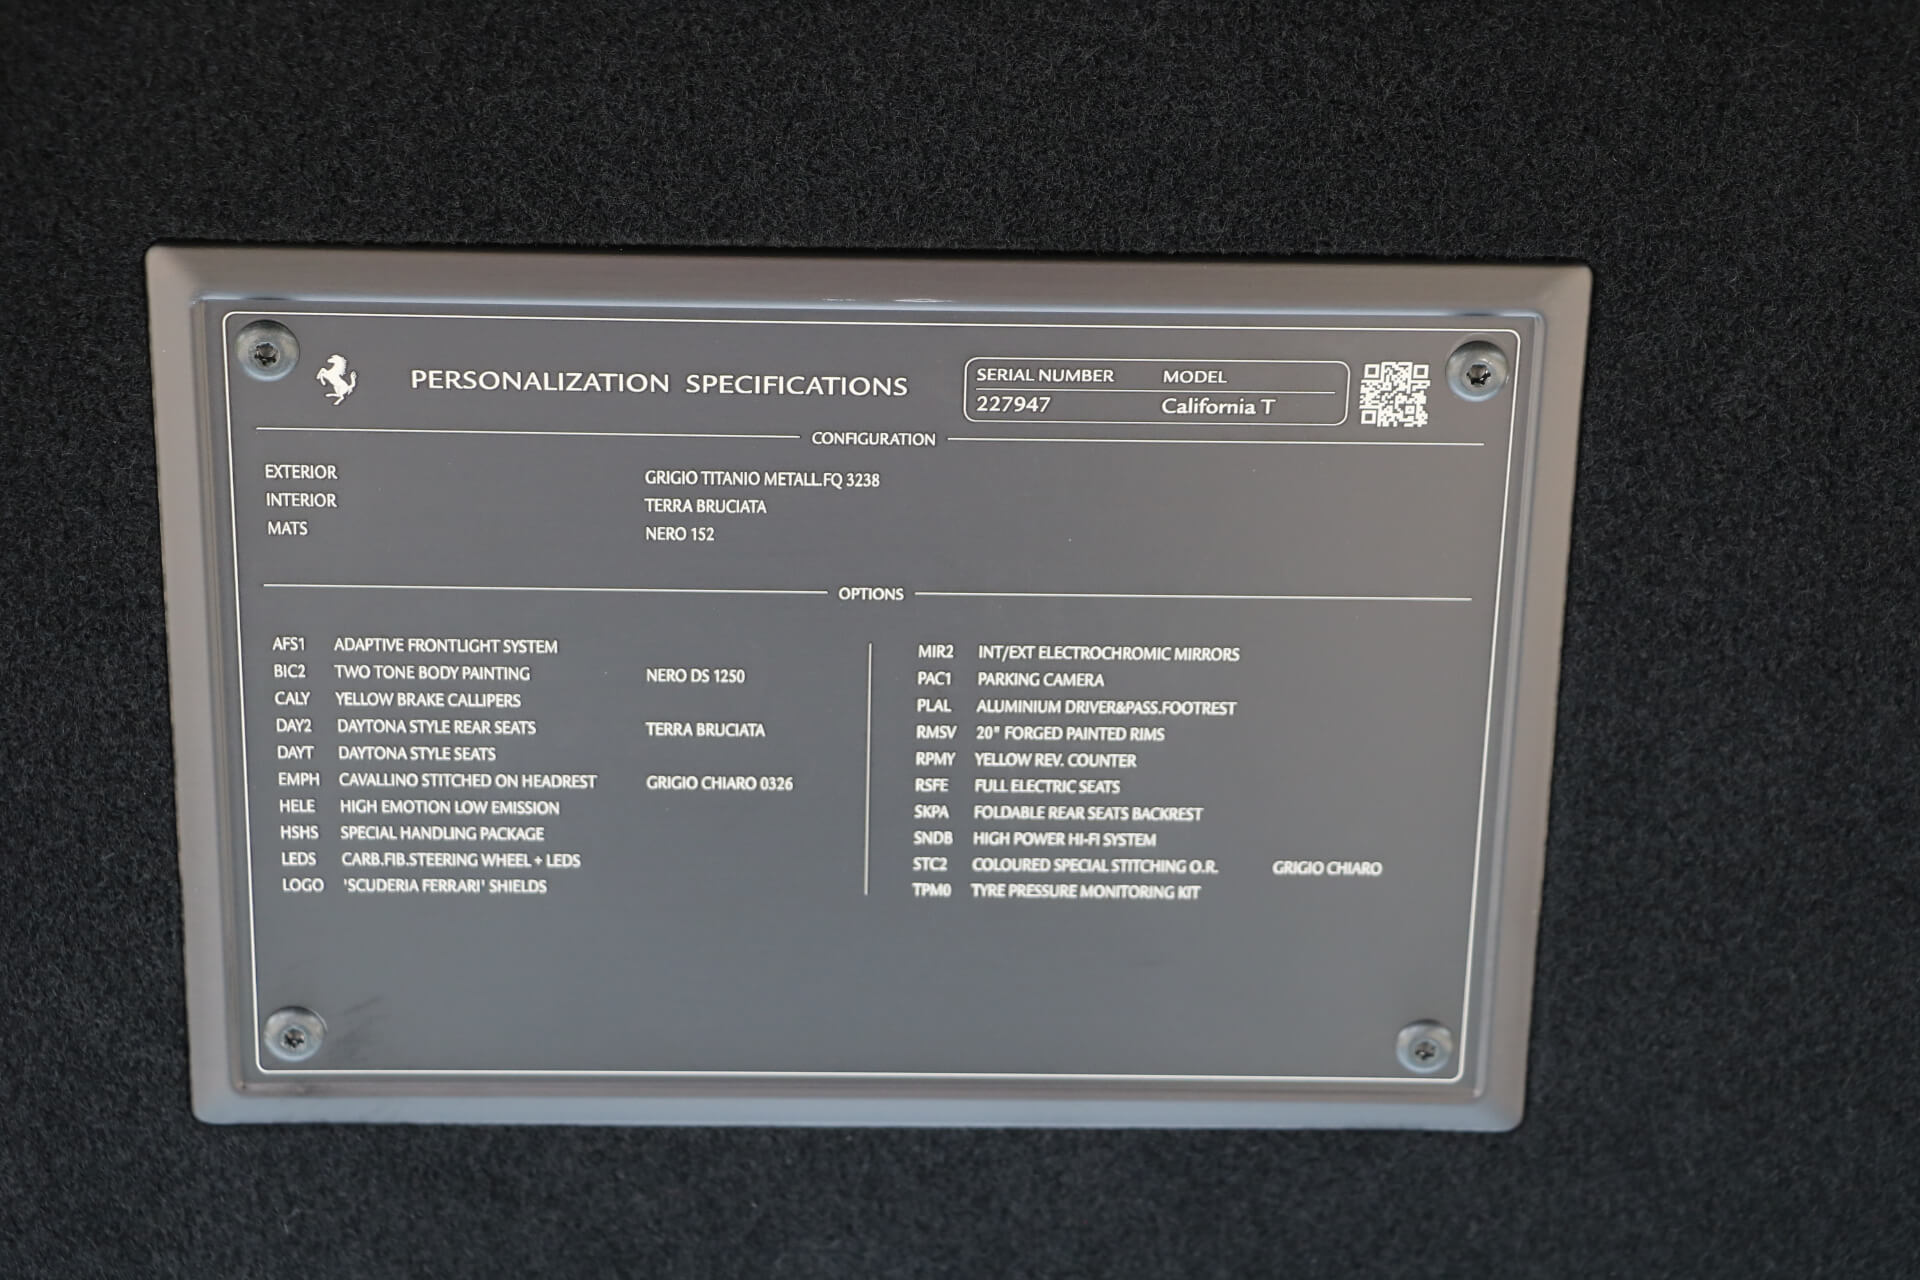 PERSONALIZATION SPECIFICATIONS
SERIAL NUMBER MODEL
227947 California T
CONFIGURATION
EXTERIOR GRIGIO TITANIO METALL.FQ 3238
INTERIOR TERRA BRUCIATA
MATS NERO 152
OPTIONS
AFS1 ADAPTIVE FRONTLIGHT SYSTEM
BIC2 TWO TONE BODY PAINTING NERO DS 1250
CALY YELLOW BRAKE CALLIPERS
DAY2 DAYTONA STYLE REAR SEATS TERRA BRUCIATA
DAYT DAYTONA STYLE SEATS
EMPH CAVALLINO STITCHED ON HEADREST GRIGIO CHIARO 0326
HELE HIGH EMOTION LOW EMISSION
HSHS SPECIAL HANDLING PACKAGE
LEDS CARB.FIB.STEERING WHEEL + LEDS
LOGO 'SCUDERIA FERRARI' SHIELDS
MIR2 INT/EXT ELECTROCHROMIC MIRRORS
PAC1 PARKING CAMERA
PLAL ALUMINIUM DRIVER&PASS.FOOTREST
RMSV 20" FORGED PAINTED RIMS
RPMY YELLOW REV. COUNTER
RSFE FULL ELECTRIC SEATS
SKPA FOLDABLE REAR SEATS BACKREST
SNDB HIGH POWER HI-FI SYSTEM
STC2 COLOURED SPECIAL STITCHING O.R. GRIGIO CHIARO
TPM0 TYRE PRESSURE MONITORING KIT